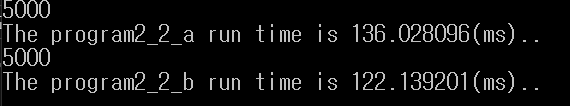 5000
The program2_2_a run time is 136.028096(ms)..
5000
The program2_2_b run time is 122.139201(ms)..